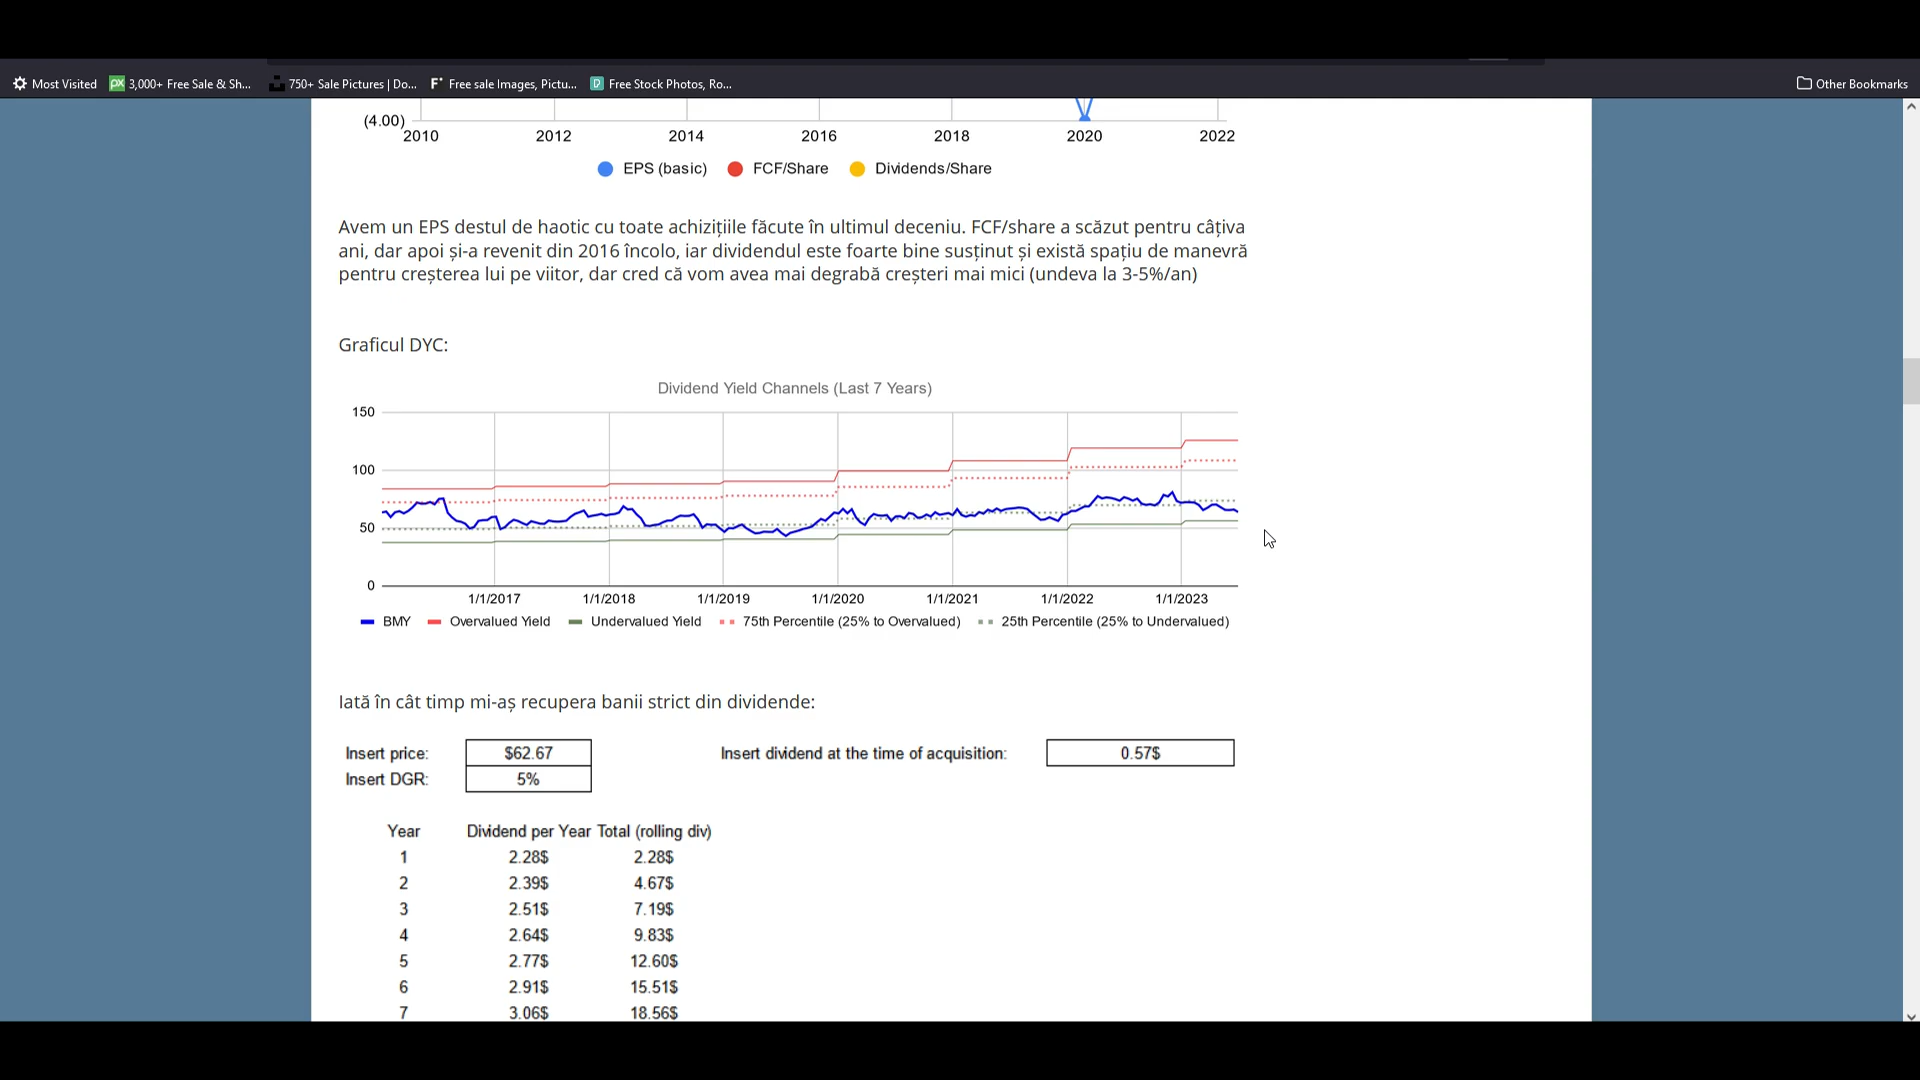 Most Visited
3,000+ Free Sale & Sh...
750+ Sale Pictures | Do...
Free sale Images, Pictu...
Free Stock Photos, Ro...
Other Bookmarks
(4.00)
2010 2012 2014 2016 2018 2020 2022
EPS (basic) FCF/Share Dividends/Share
Avem un EPS destul de haotic cu toate achizițiile făcute în ultimul deceniu. FCF/share a scăzut pentru câțiva
ani, dar apoi și-a revenit din 2016 încolo, iar dividendul este foarte bine susținut și există spațiu de manevră
pentru creșterea lui pe viitor, dar cred că vom avea mai degrabă creșteri mai mici (undeva la 3-5%/an)
Graficul DYC:
Dividend Yield Channels (Last 7 Years)
150
100
50
0
1/1/2017 1/1/2018 1/1/2019 1/1/2020 1/1/2021 1/1/2022 1/1/2023
BMY Overvalued Yield Undervalued Yield 75th Percentile (25% to Overvalued) 25th Percentile (25% to Undervalued)
Iată în cât timp mi-aș recupera banii strict din dividende:
Insert price: $62.67 Insert dividend at the time of acquisition: 0.57$
Insert DGR: 5%
Year Dividend per Year Total (rolling div)
1 2.28$ 2.28$
2 2.39$ 4.67$
3 2.51$ 7.19$
4 2.64$ 9.83$
5 2.77$ 12.60$
6 2.91$ 15.51$
7 3.06$ 18.56$